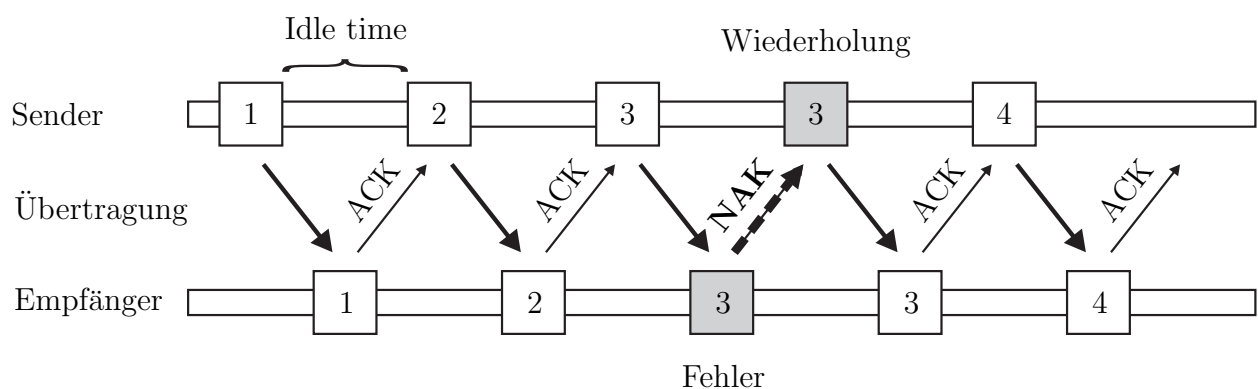 Idle time
Wiederholung
Sender 1 2 3 3 4
Übertragung ACK ACK NAK ACK ACK
Empfänger 1 2 3 3 4
Fehler